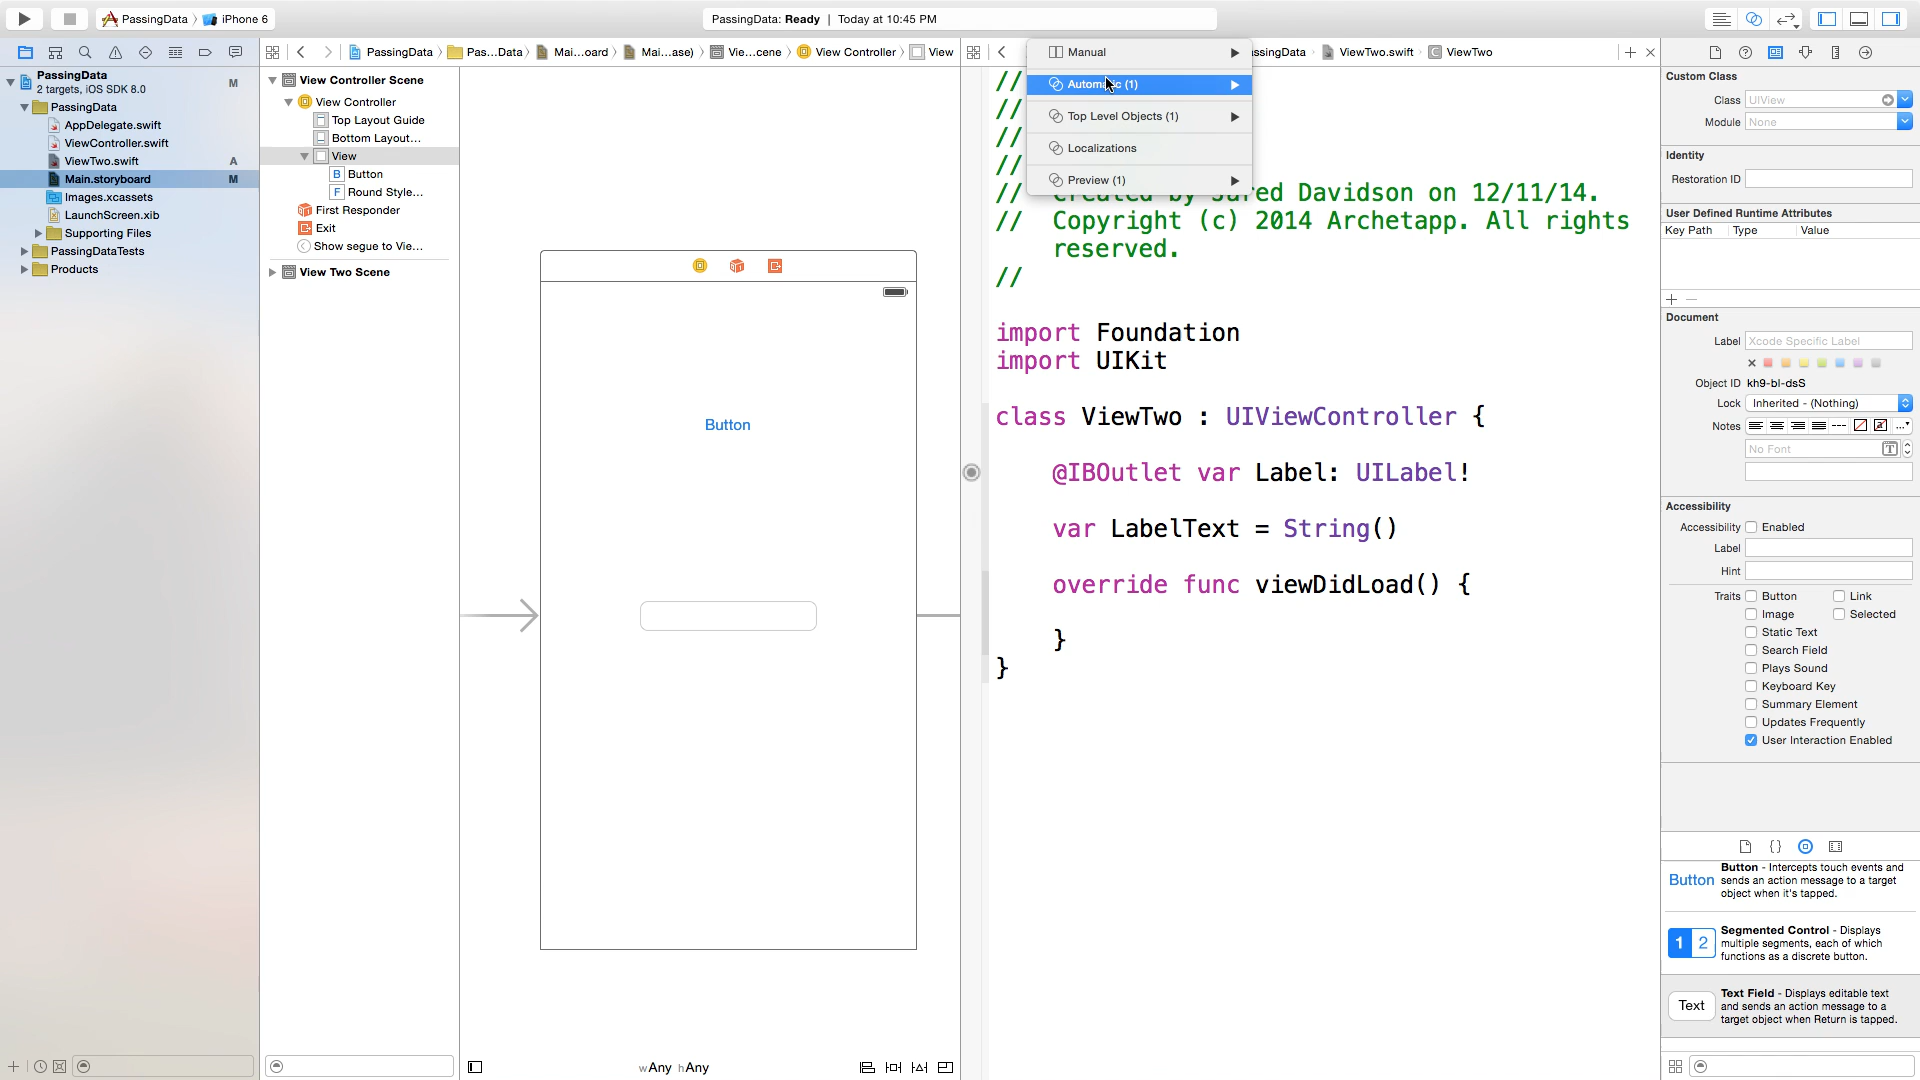 PassingData
iPhone 6
PassingData: Ready | Today at 10:45 PM
PassingData
Pas...Data
Mai...oard
Mai...ase)
Vie...cene
View Controller
View
ViewTwo.swift
ViewTwo
PassingData
M
2 targets, iOS SDK 8.0
PassingData
AppDelegate.swift
ViewController.swift
ViewTwo.swift
A
Main.storyboard
M
Images.xcassets
LaunchScreen.xib
Supporting Files
PassingDataTests
Products
View Controller Scene
View Controller
Top Layout Guide
Bottom Layout...
View
B Button
F Round Style...
First Responder
Exit
Show segue to Vie...
View Two Scene
Button
wAny hAny
Manual
Automatic (1)
Top Level Objects (1)
Localizations
Preview (1)
//
//
//
//
// Created by Jared Davidson on 12/11/14.
// Copyright (c) 2014 Archetapp. All rights
reserved.
//
import Foundation
import UIKit
class ViewTwo : UIViewController {
@IBOutlet var Label: UILabel!
var LabelText = String()
override func viewDidLoad() {
}
}
Custom Class
Class UIView
Module None
Identity
Restoration ID
User Defined Runtime Attributes
Key Path Type Value
Document
Label Xcode Specific Label
Object ID kh9-bI-dsS
Lock Inherited - (Nothing)
Notes
No Font
Accessibility
Accessibility Enabled
Label
Hint
Traits Button Link
Image Selected
Static Text
Search Field
Plays Sound
Keyboard Key
Summary Element
Updates Frequently
User Interaction Enabled
Button
Button - Intercepts touch events and
sends an action message to a target
object when it's tapped.
1 2
Segmented Control - Displays
multiple segments, each of which
functions as a discrete button.
Text
Text Field - Displays editable text
and sends an action message to a
target object when Return is tapped.